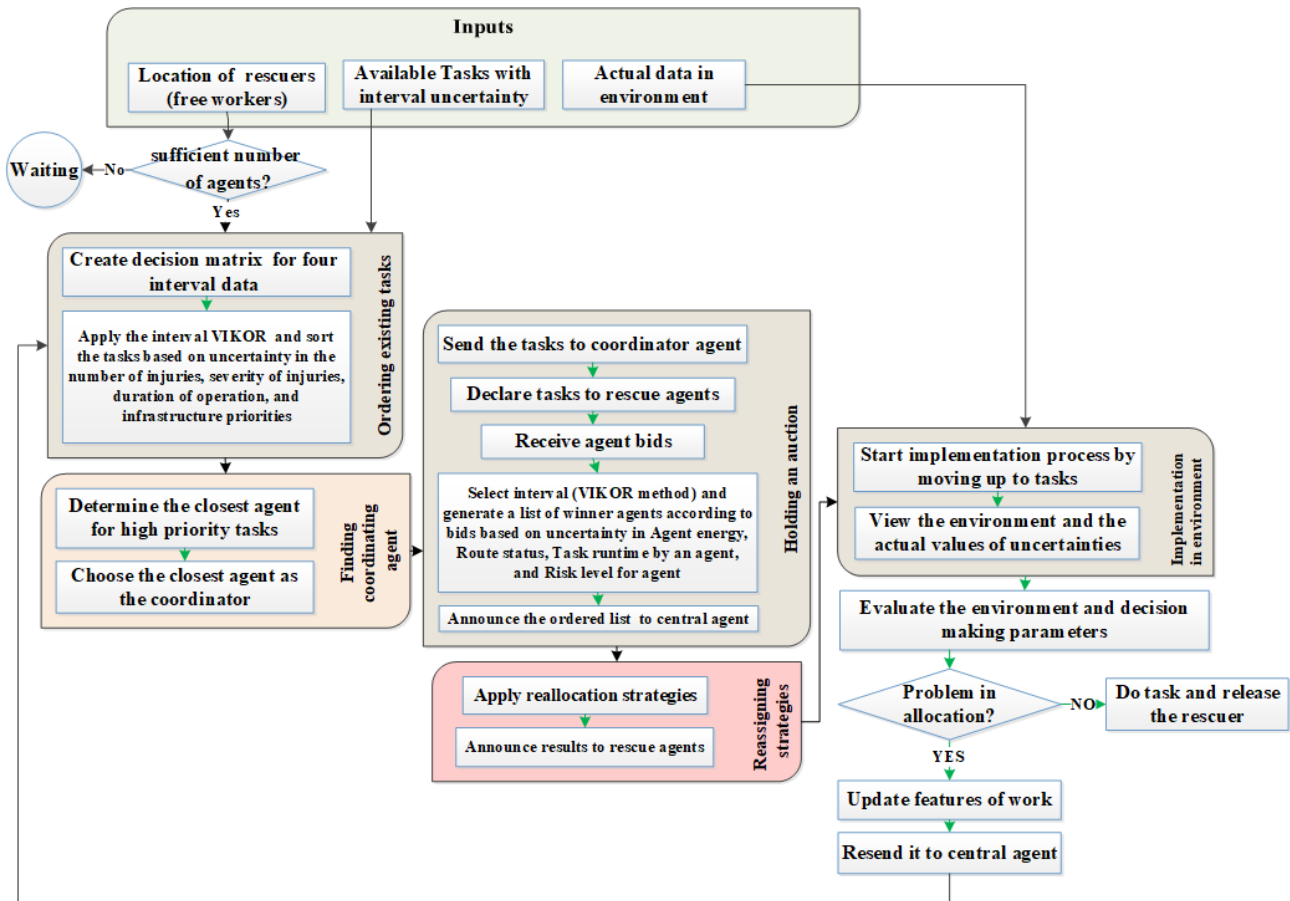 Inputs
Location of rescuers
(free workers)
Available Tasks with
interval uncertainty
Actual data in
environment
sufficient number
of agents?
Waiting
No
Yes
Create decision matrix for four
interval data
Apply the interval VIKOR and sort
the tasks based on uncertainty in the
number of injuries, severity of injuries,
duration of operation, and
infrastructure priorities
Ordering existing tasks
Determine the closest agent
for high priority tasks
Choose the closest agent as
the coordinator
Finding
coordinating
agent
Send the tasks to coordinator agent
Declare tasks to rescue agents
Receive agent bids
Select interval (VIKOR method) and
generate a list of winner agents according to
bids based on uncertainty in Agent energy,
Route status, Task runtime by an agent,
and Risk level for agent
Announce the ordered list to central agent
Holding an auction
Apply reallocation strategies
Announce results to rescue agents
Reassigning
strategies
Start implementation process by
moving up to tasks
View the environment and the
actual values of uncertainties
Implementation
in environment
Evaluate the environment and decision
making parameters
Problem in
allocation?
NO
Do task and release
the rescuer
YES
Update features of work
Resend it to central agent